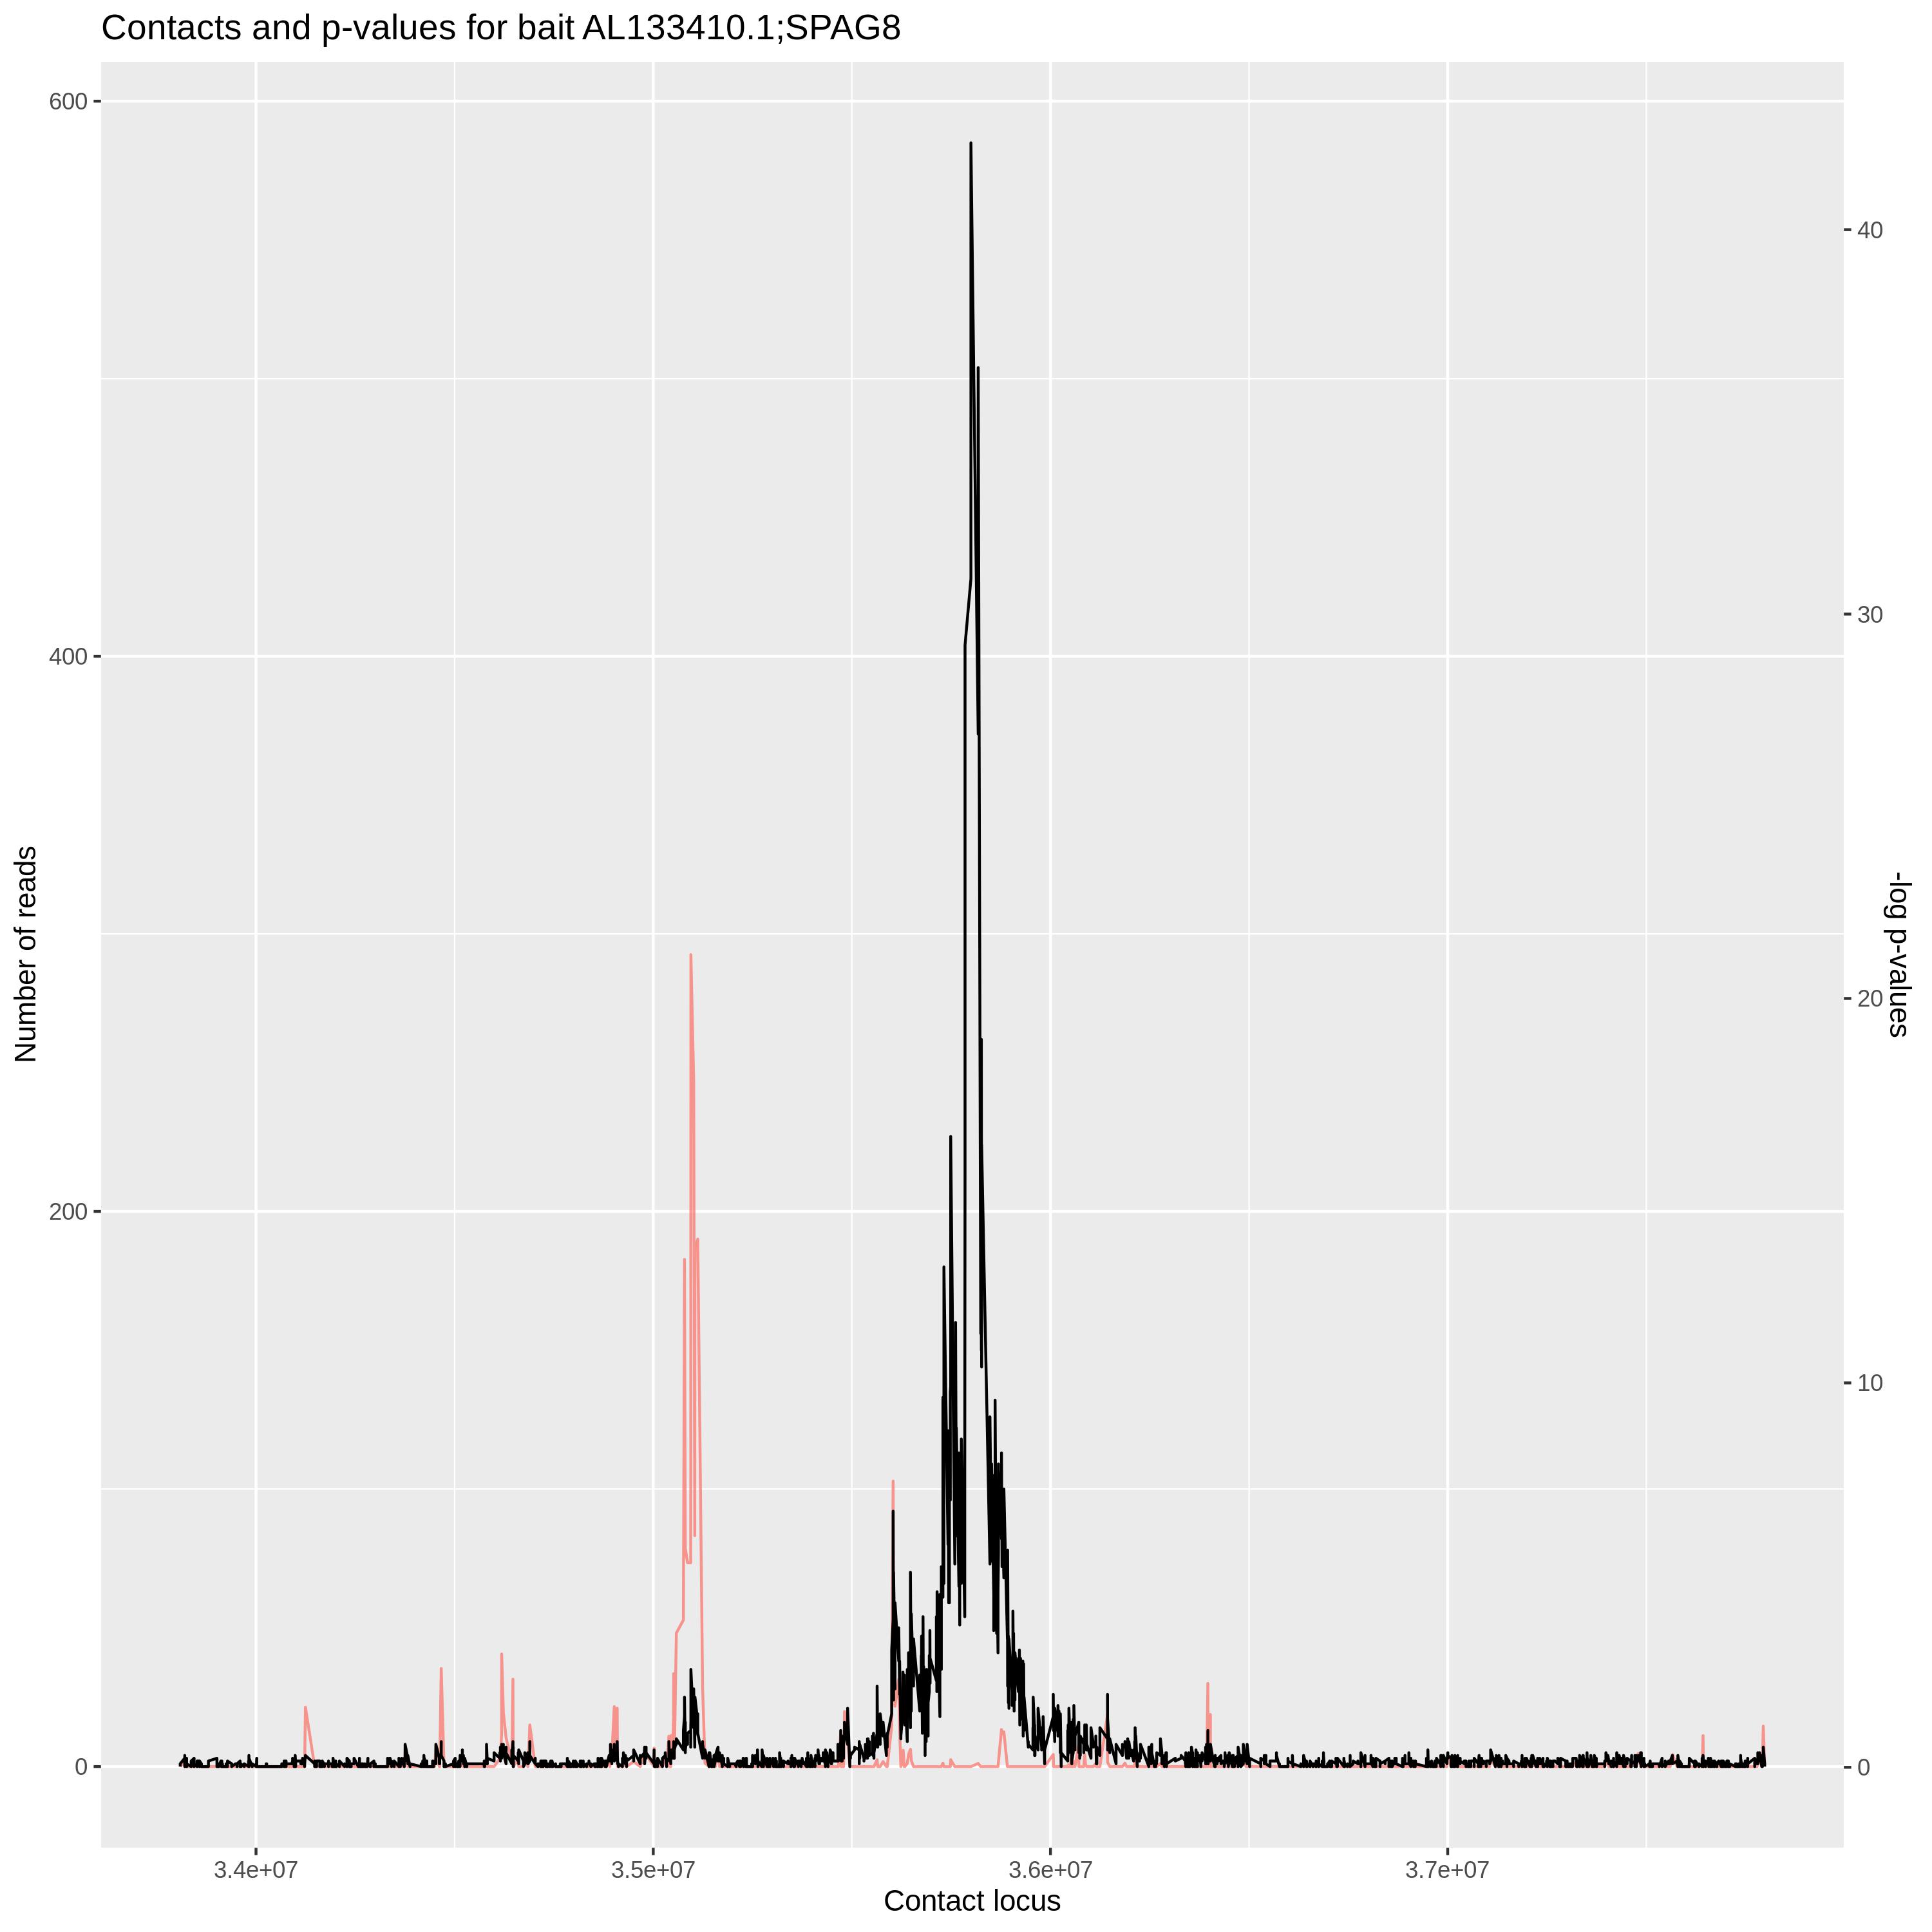 Contacts and p-values for bait AL133410.1;SPAG8
600
400
200
0
Number of reads
40
30
20
10
0
-log p-values
3.4e+07
3.5e+07
3.6e+07
3.7e+07
Contact locus